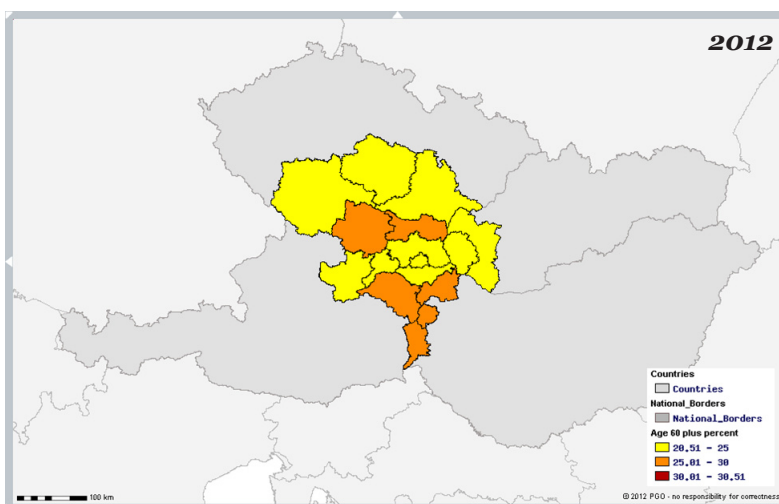 2012
Countries
Countries
National_Borders
National_Borders
Age 60 plus percent
20.51 - 25
25.01 - 30
30.01 - 30.51
100 km
© 2012 PGO - no responsibility for correctness